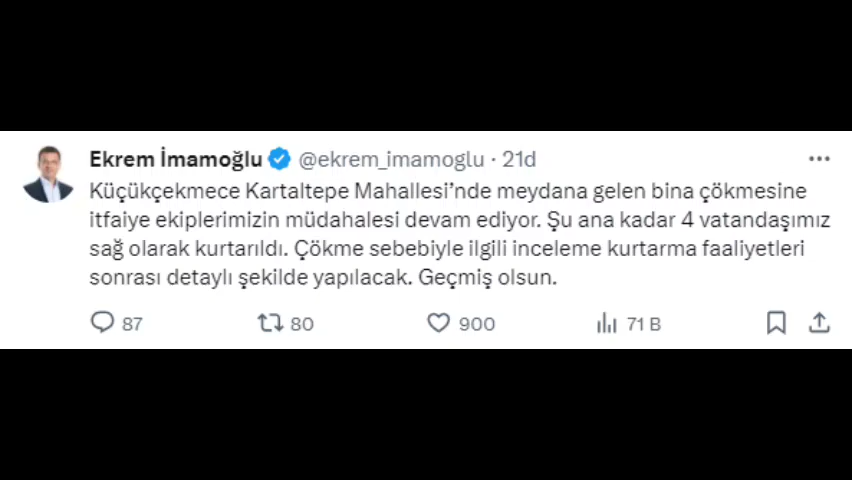 Ekrem İmamoğlu @ekrem_imamoglu · 21d
Küçükçekmece Kartaltepe Mahallesi’nde meydana gelen bina çökmesine
itfaiye ekiplerimizin müdahalesi devam ediyor. Şu ana kadar 4 vatandaşımız
sağ olarak kurtarıldı. Çökme sebebiyle ilgili inceleme kurtarma faaliyetleri
sonrası detaylı şekilde yapılacak. Geçmiş olsun.
87 80 900 71 B